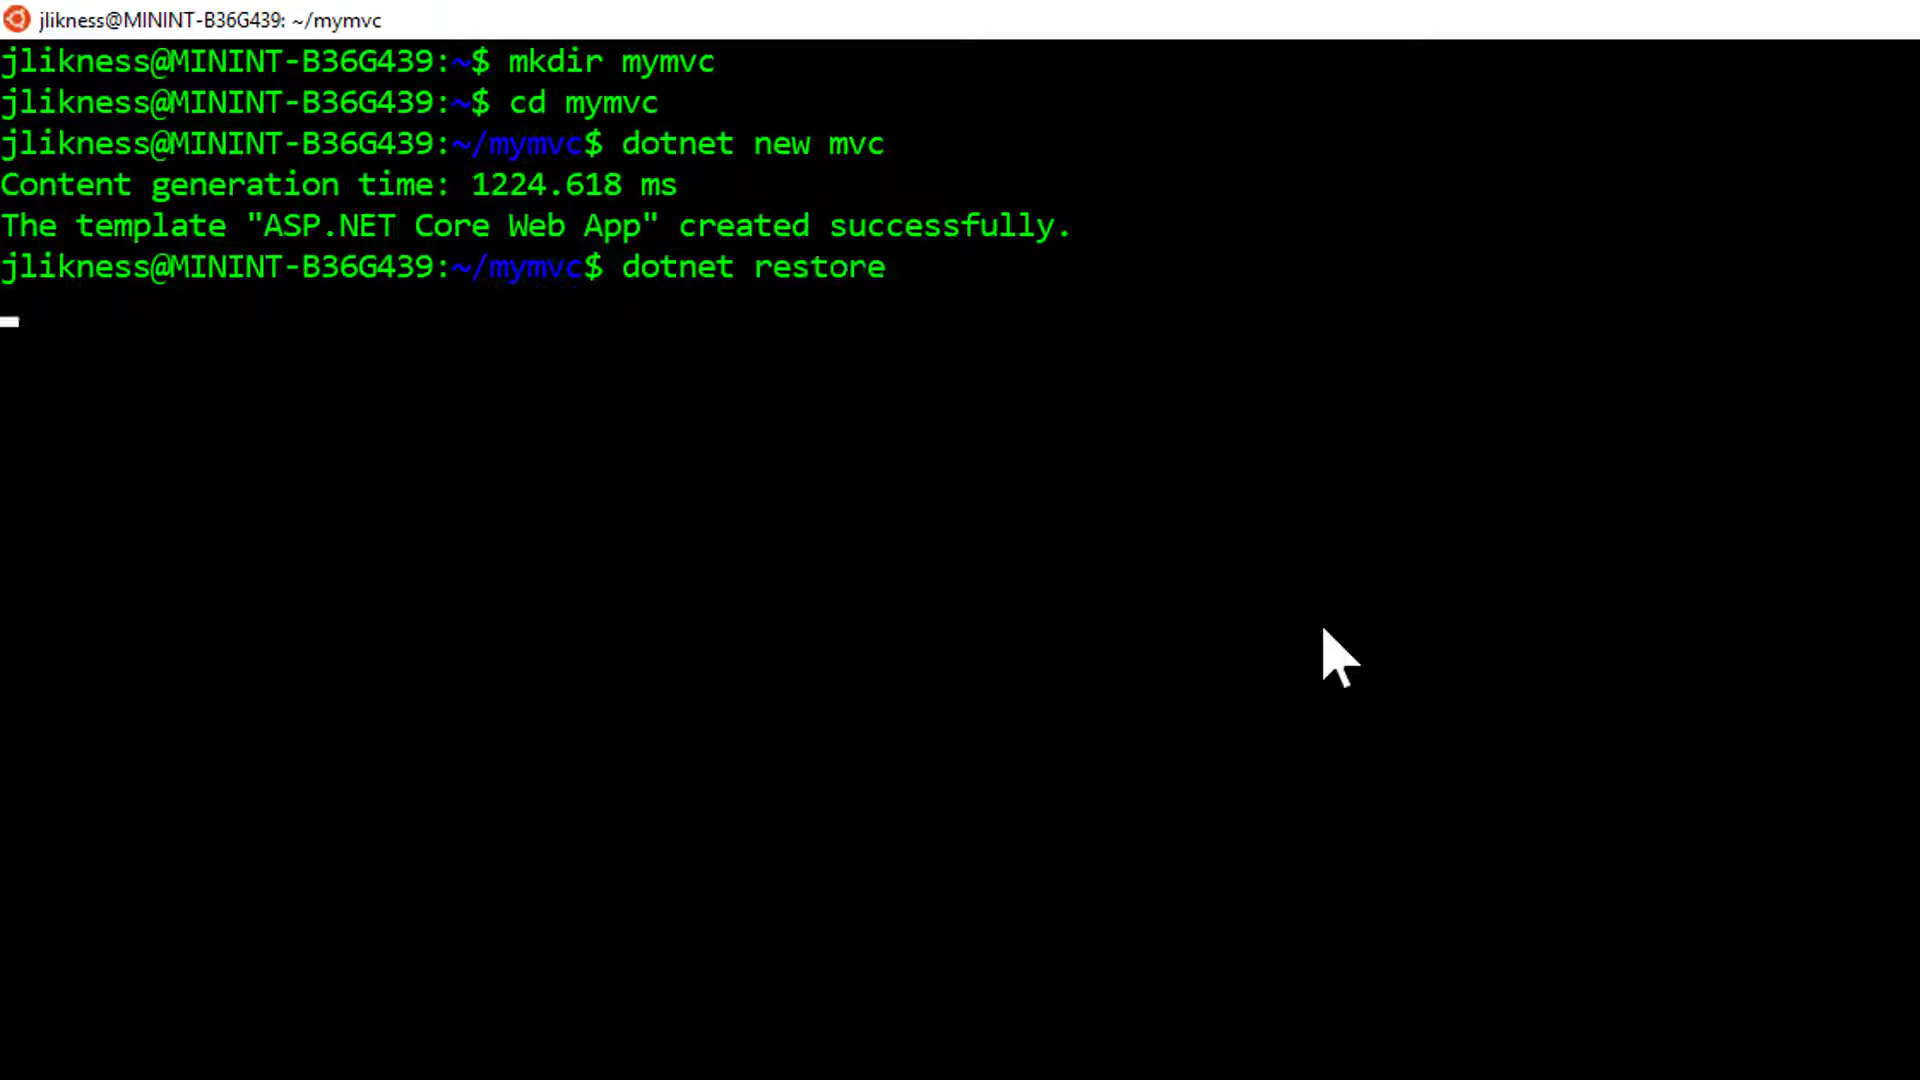 jlikness@MININT-B36G439: ~/mymvc
jlikness@MININT-B36G439:~$ mkdir mymvc
jlikness@MININT-B36G439:~$ cd mymvc
jlikness@MININT-B36G439:~/mymvc$ dotnet new mvc
Content generation time: 1224.618 ms
The template "ASP.NET Core Web App" created successfully.
jlikness@MININT-B36G439:~/mymvc$ dotnet restore